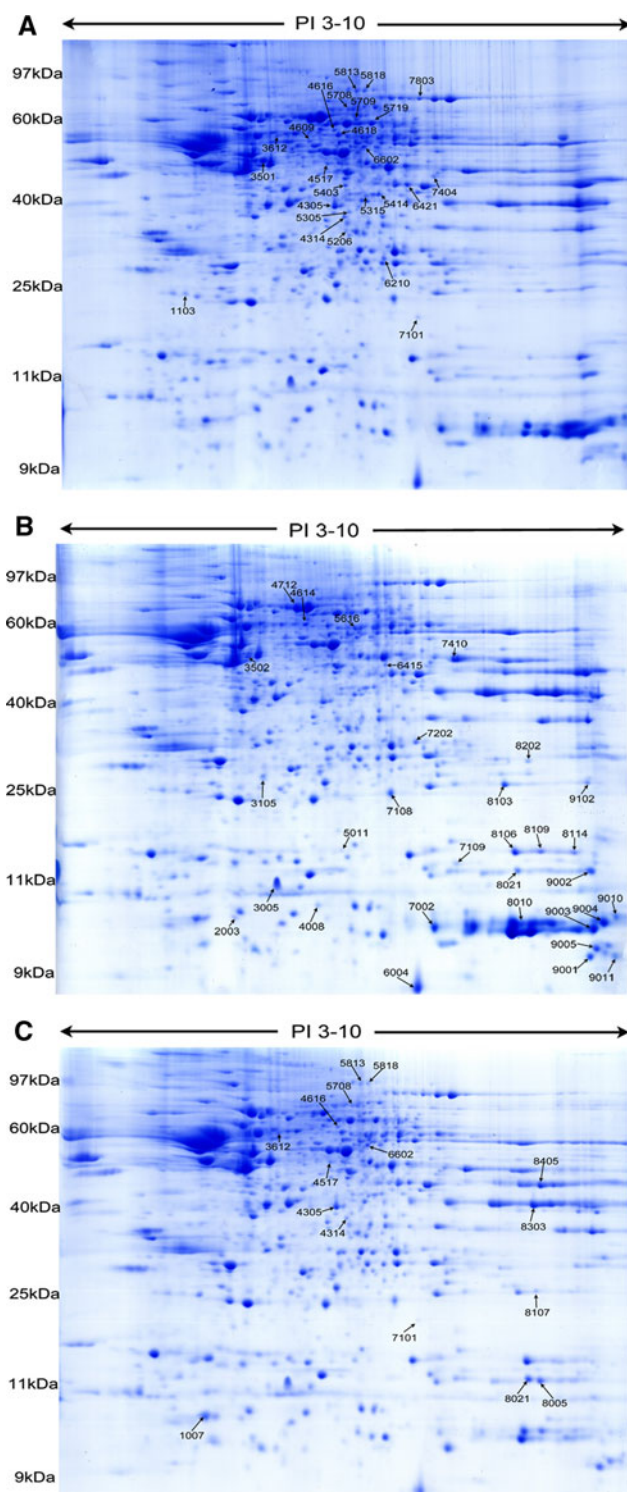 A
PI 3-10
97kDa
5813 5818 7803
4616 5708 5709 5719
60kDa
4609 4618
3612
6602
3501 4517
5403 7404
40kDa
4305 5315 5414 6421
5305
4314
5206
25kDa
6210
1103
7101
11kDa
9kDa
B
PI 3-10
97kDa
4712
4614
60kDa
5616
7410
3502 6415
40kDa
7202
8202
25kDa
3105 7108 8103 9102
5011 8106 8109 8114
7109
11kDa
8021 9002
3005
2003 4008 7002 8010 9003 9004 9010
9005
9kDa
6004 9001 9011
C
PI 3-10
5813 5818
97kDa
5708
4616
60kDa
3612
6602
4517 8405
40kDa
4305
4314 8303
25kDa
8107
7101
11kDa
8021 8005
1007
9kDa